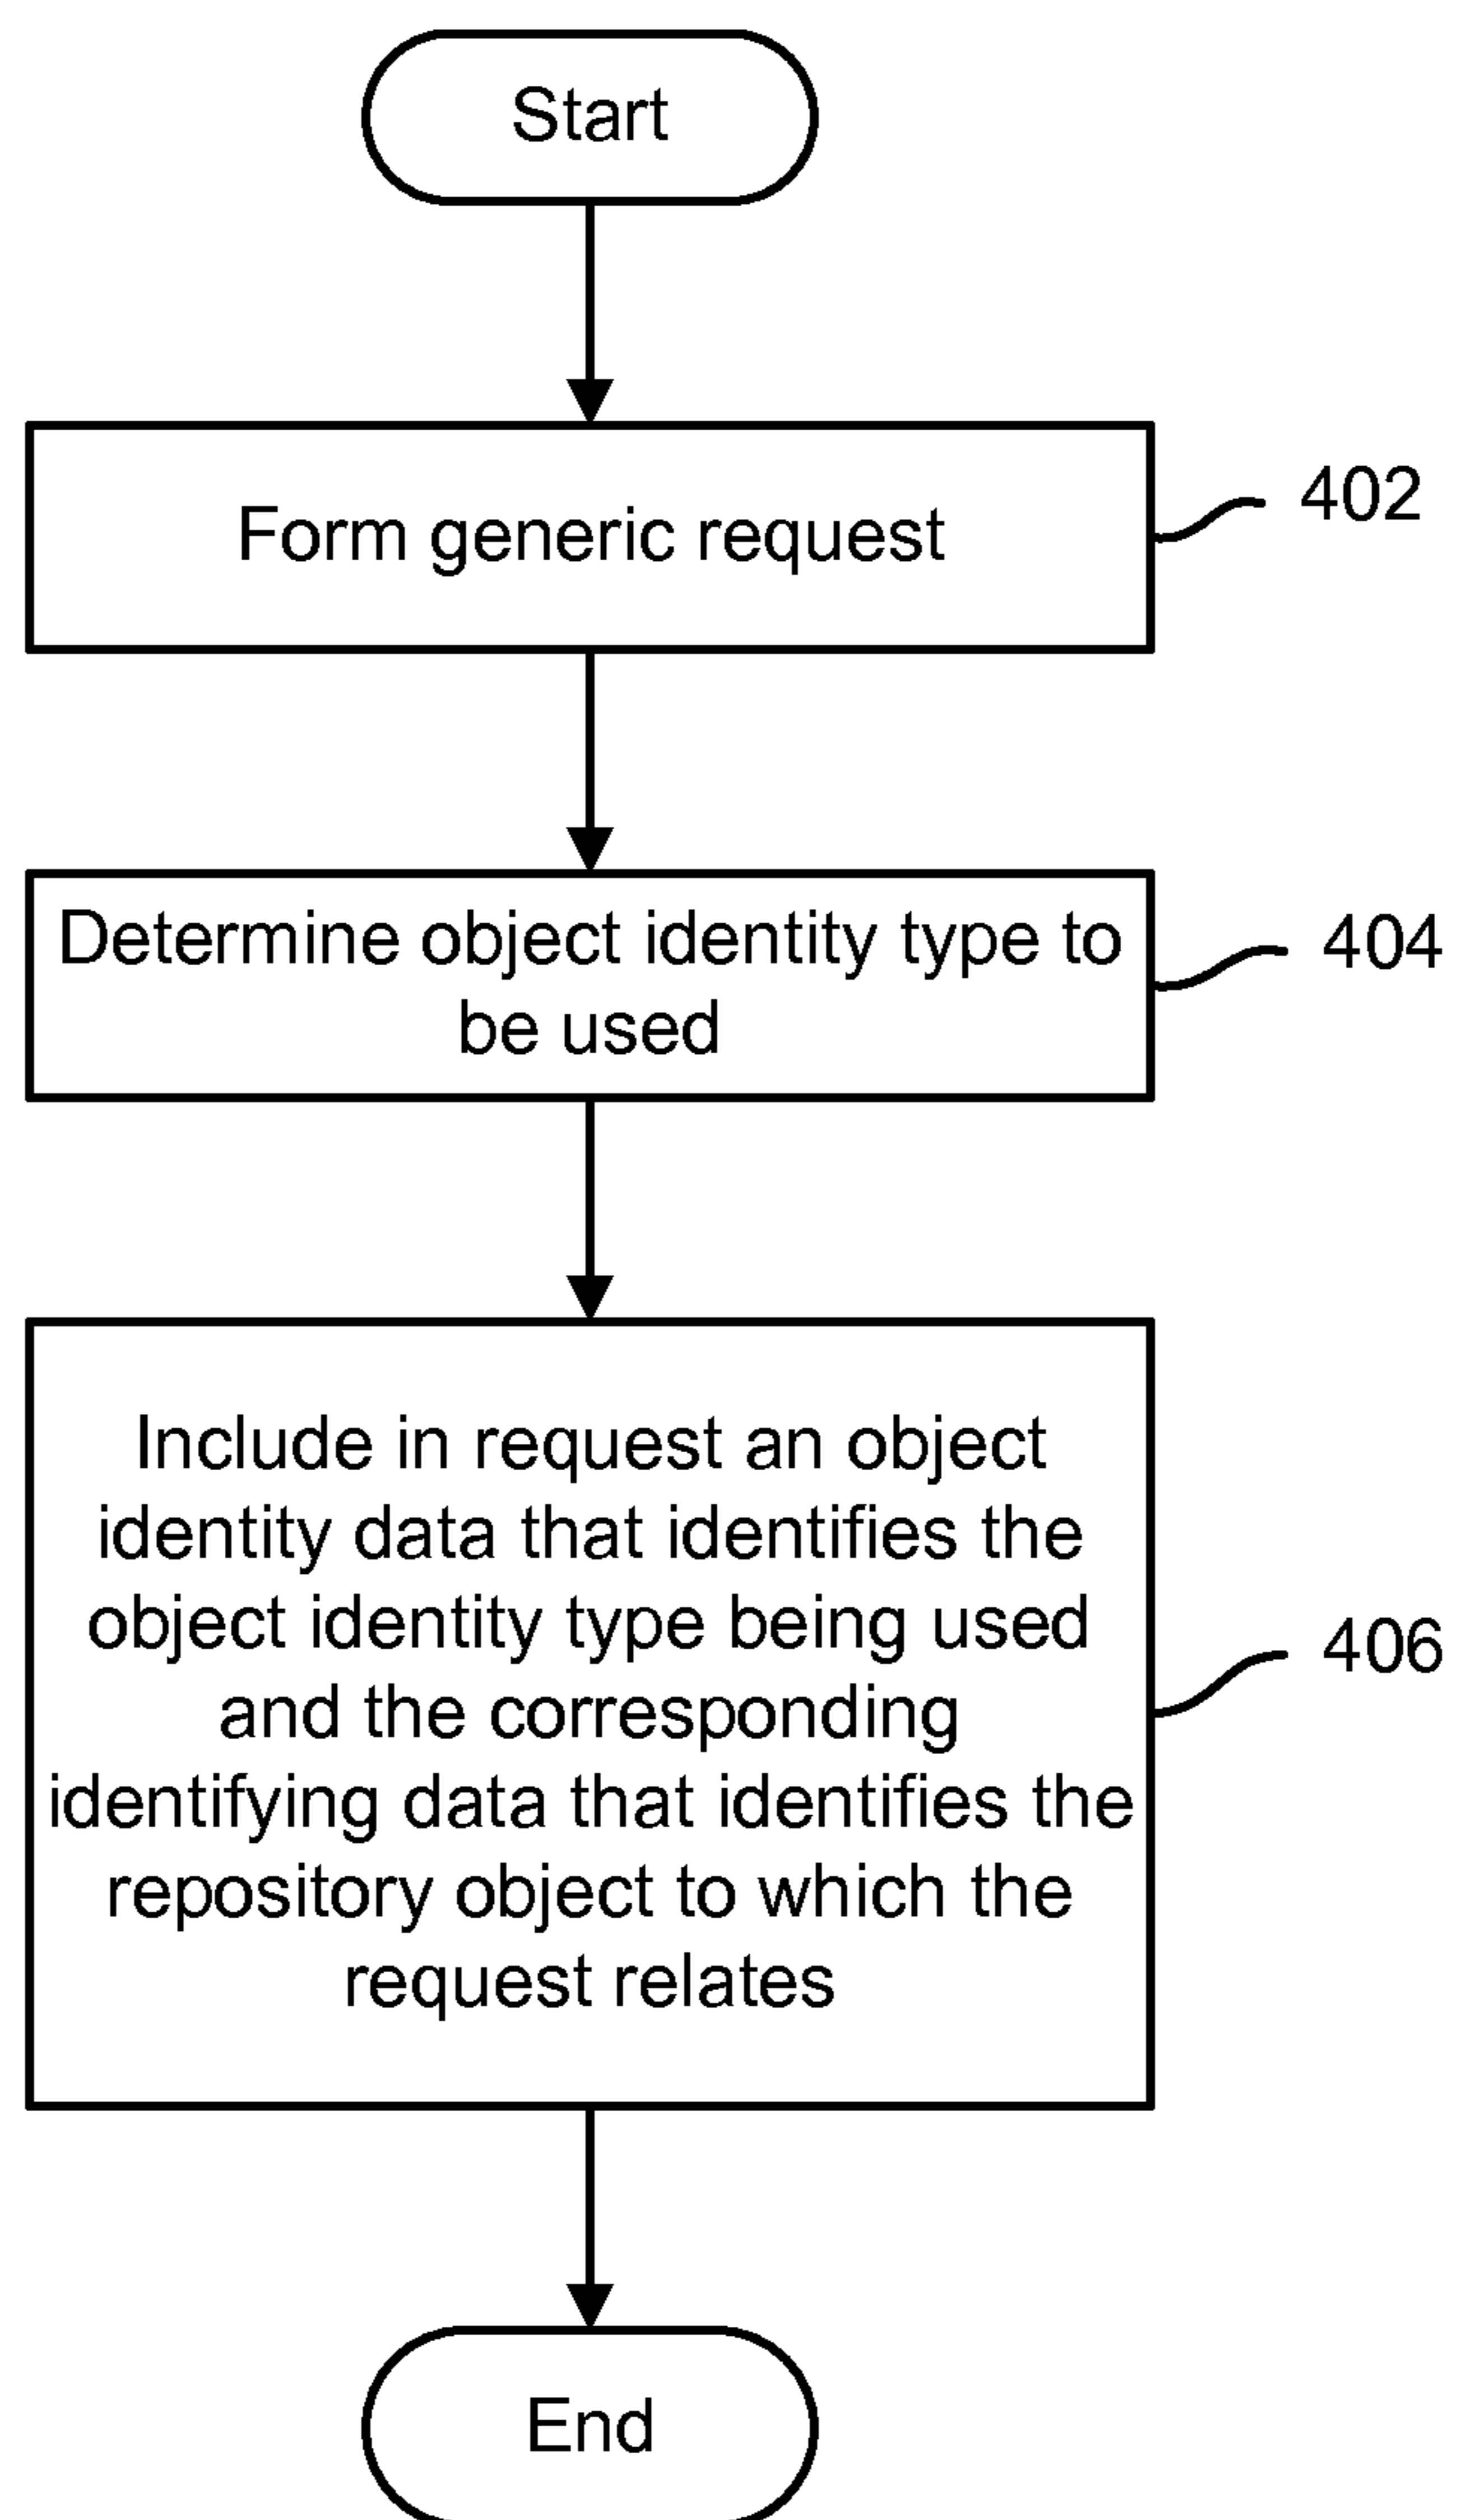 Start
Form generic request
402
Determine object identity type to
be used
404
Include in request an object
identity data that identifies the
object identity type being used
and the corresponding
identifying data that identifies the
repository object to which the
request relates
406
End